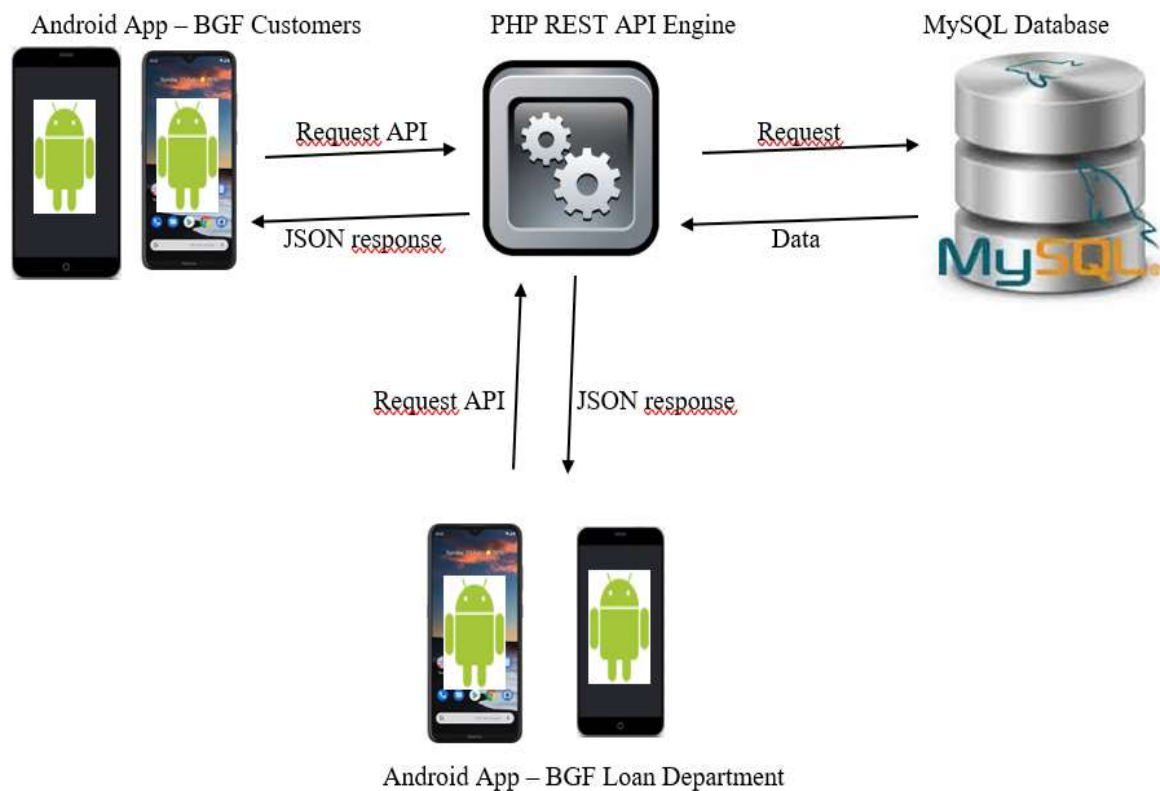 Android App – BGF Customers
PHP REST API Engine
MySQL Database
Request API
Request
JSON response
Data
MySQL®
Request API
JSON response
Android App – BGF Loan Department